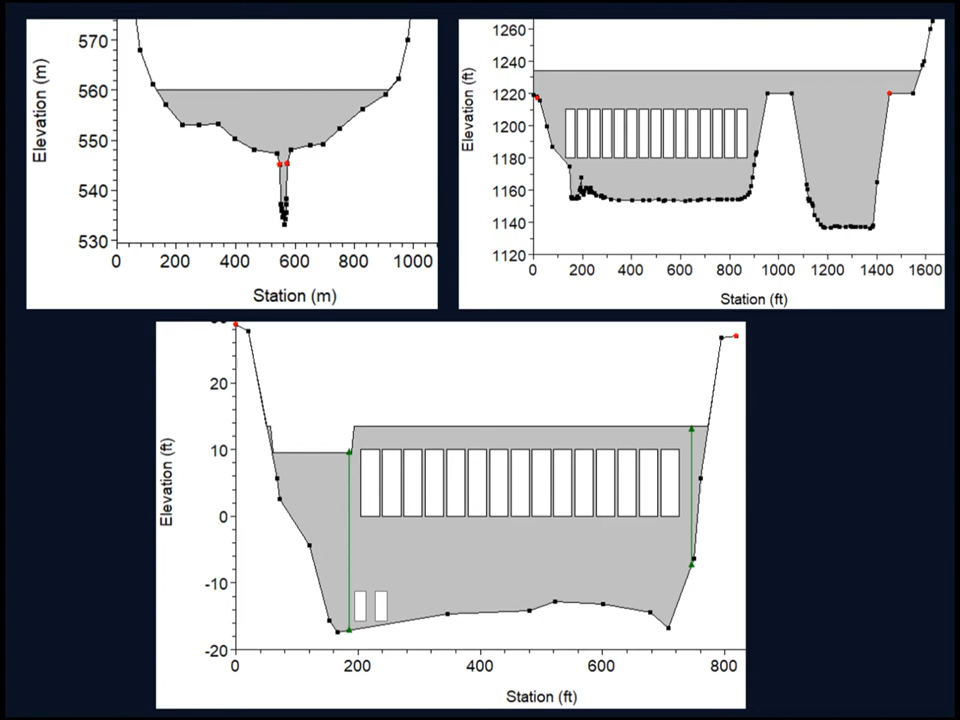 570
560
550
540
530
0 200 400 600 800 1000
Elevation (m)
Station (m)
1260
1240
1220
1200
1180
1160
1140
1120
0 200 400 600 800 1000 1200 1400 1600
Elevation (ft)
Station (ft)
20
10
0
-10
-20
0 200 400 600 800
Elevation (ft)
Station (ft)